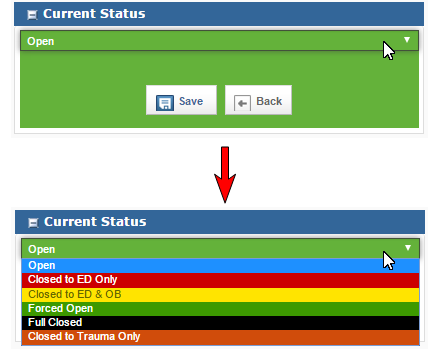 Current Status
Open
Save Back
Current Status
Open
Open
Closed to ED Only
Closed to ED & OB
Forced Open
Full Closed
Closed to Trauma Only